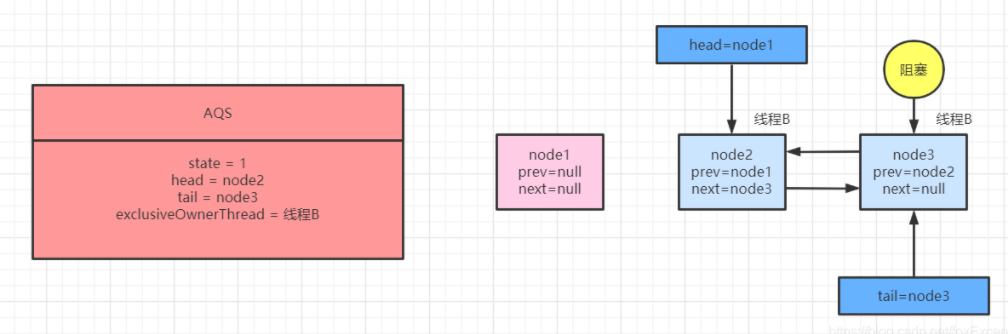 AQS
state = 1
head = node2
tail = node3
exclusiveOwnerThread = 线程B
node1
prev=null
next=null
head=node1
线程B
node2
prev=node1
next=node3
阻塞
线程B
node3
prev=node2
next=null
tail=node3